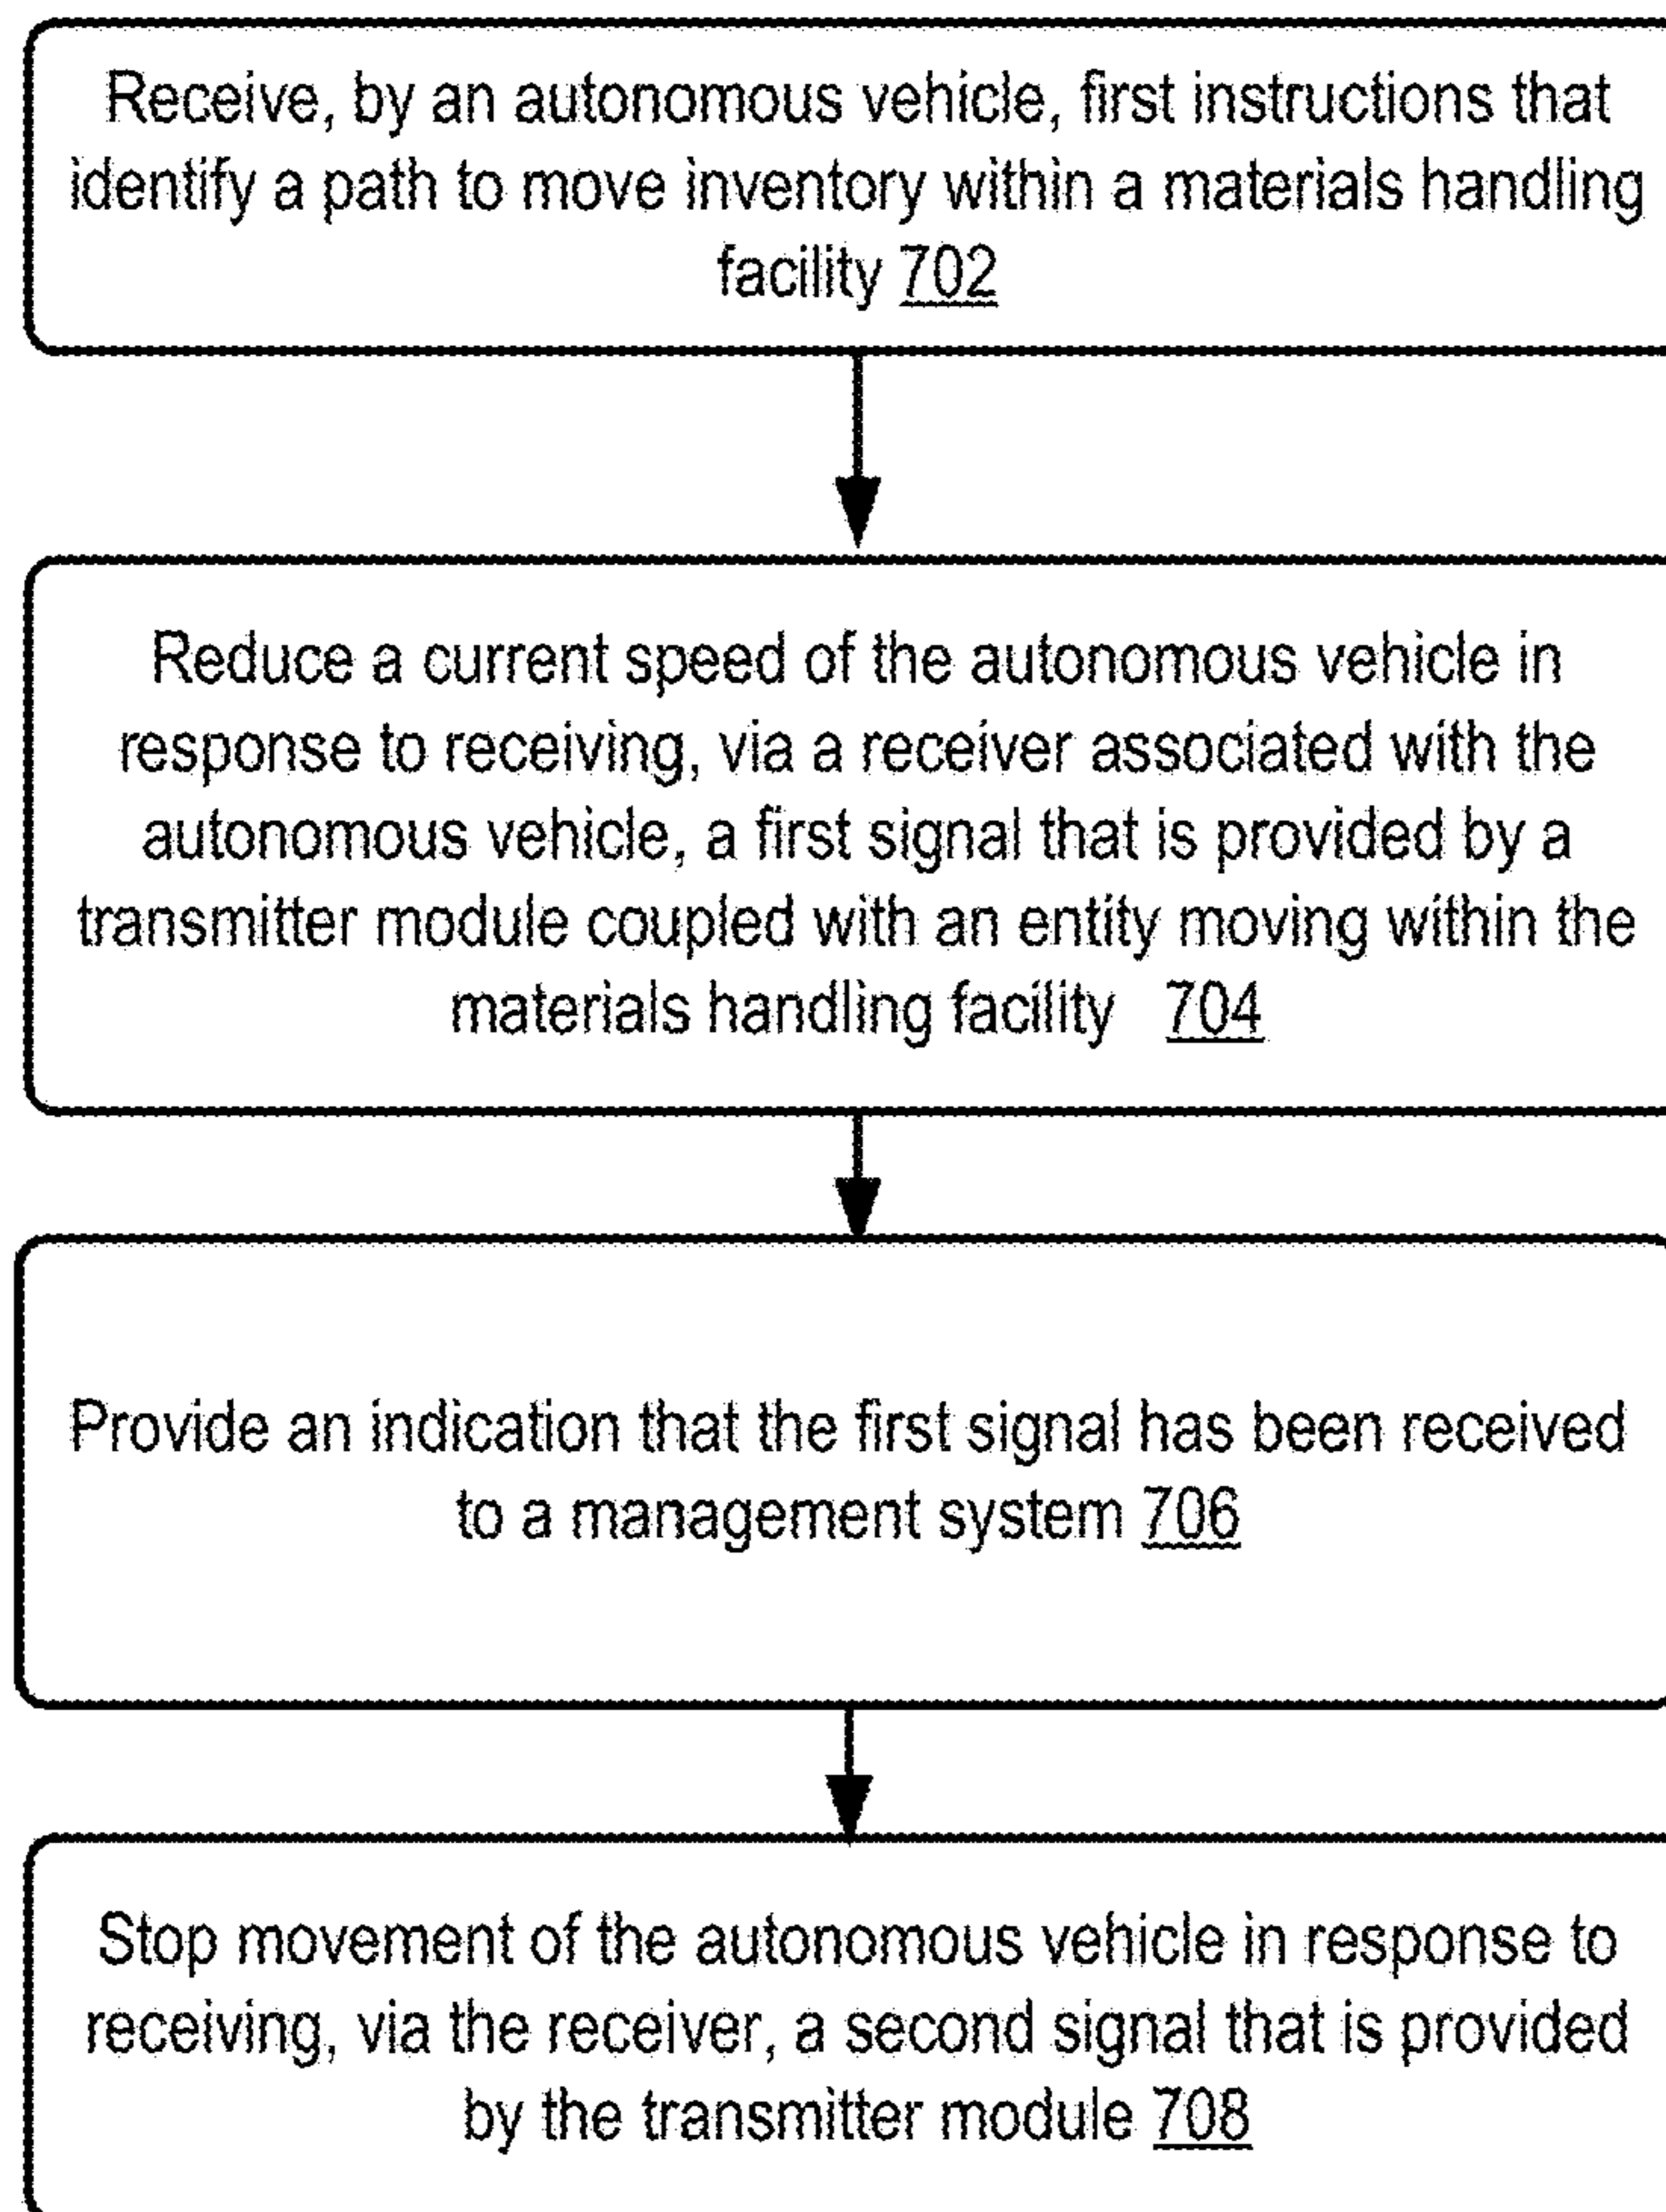 Receive, by an autonomous vehicle, first instructions that
identify a path to move inventory within a materials handling
facility 702
Reduce a current speed of the autonomous vehicle in
response to receiving, via a receiver associated with the
autonomous vehicle, a first signal that is provided by a
transmitter module coupled with an entity moving within the
materials handling facility 704
Provide an indication that the first signal has been received
to a management system 706
Stop movement of the autonomous vehicle in response to
receiving, via the receiver, a second signal that is provided
by the transmitter module 708